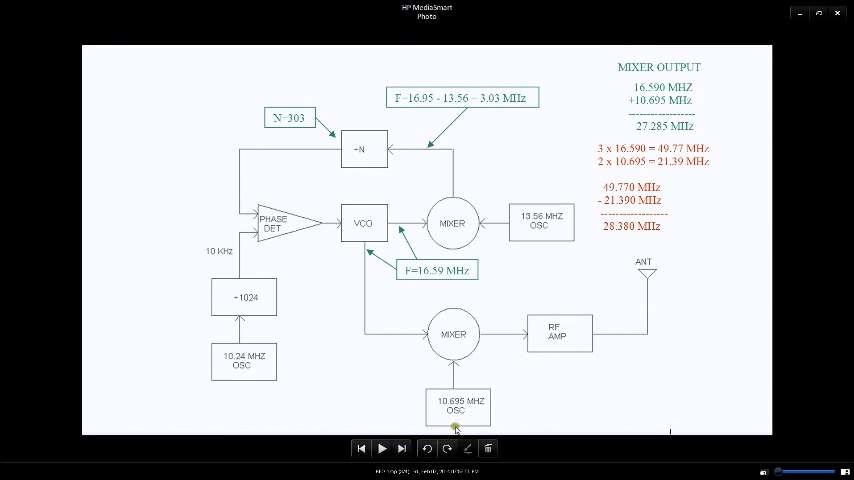 HP MediaSmart
Photo
MIXER OUTPUT
16.590 MHZ
+10.695 MHz
------------------
27.285 MHz
3 x 16.590 = 49.77 MHz
2 x 10.695 = 21.39 MHz
49.770 MHz
- 21.390 MHz
-------------------
28.380 MHz
F=16.95 - 13.56 = 3.03 MHz
N=303
÷N
PHASE
DET
VCO
MIXER
13.56 MHZ
OSC
10 KHz
F=16.59 MHz
ANT
÷1024
MIXER
RF
AMP
10.24 MHZ
OSC
10.695 MHZ
OSC